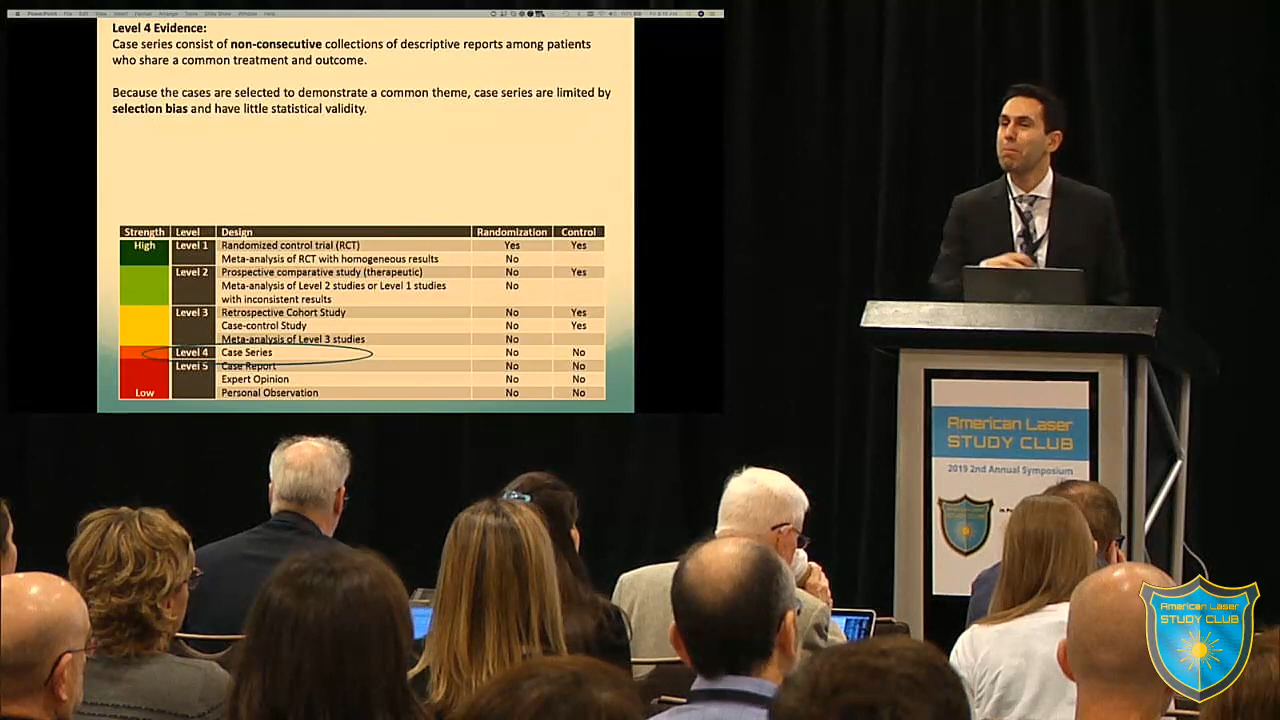 Level 4 Evidence:
Case series consist of non-consecutive collections of descriptive reports among patients
who share a common treatment and outcome.
Because the cases are selected to demonstrate a common theme, case series are limited by
selection bias and have little statistical validity.
Strength Level Design Randomization Control
High Level 1 Randomized control trial (RCT) Yes Yes
Meta-analysis of RCT with homogeneous results No
Level 2 Prospective comparative study (therapeutic) No Yes
Meta-analysis of Level 2 studies or Level 1 studies No
with inconsistent results
Level 3 Retrospective Cohort Study No Yes
Case-control Study No Yes
Meta-analysis of Level 3 studies No
Level 4 Case Series No No
Level 5 Case Report No No
Expert Opinion No No
Low Personal Observation No No
American Laser
STUDY CLUB
2019 2nd Annual Symposium
American Laser
STUDY CLUB